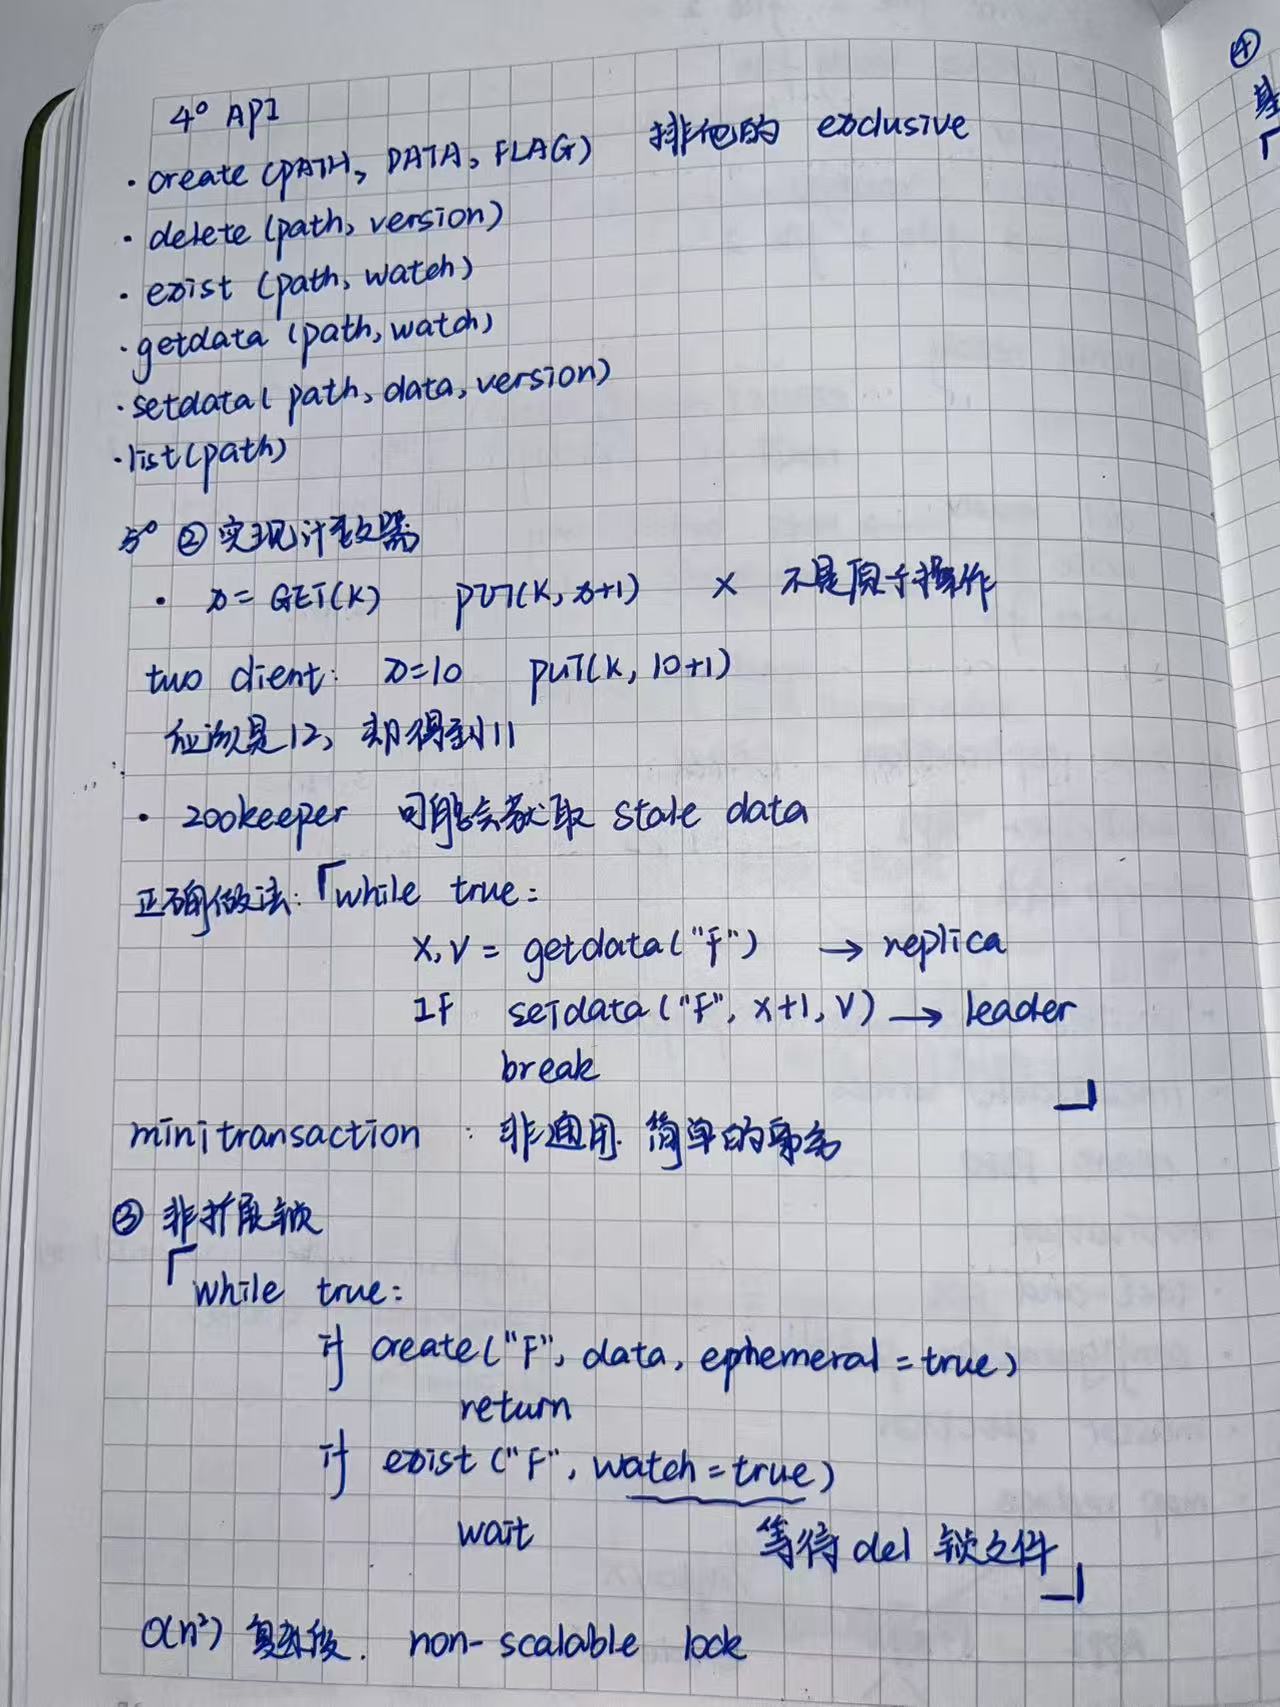 4° API
· create (PATH, DATA, FLAG) 排他的 exclusive
· delete (path, version)
· exist (path, watch)
· getdata (path, watch)
· setdata( path, data, version)
· list(path)
5° ② 实现计数器
· x = GET(K) PUT(K, x+1) × 不是原子操作
two client: x=10 PUT(K, 10+1)
应该是12, 却得到11
· zookeeper 可能会获取 stale data
正确做法:「while true:
X, V = getdata("f") → replica
IF setdata("F", X+1, V) → leader
break
」
mini transaction : 非通用. 简单的事务
③ 非扩展锁
「while true:
if create("F", data, ephemeral = true)
return
if exist ("F", watch = true)
wait 等待 del 锁文件」
O(n²) 复杂度. non-scalable lock
④
基
「